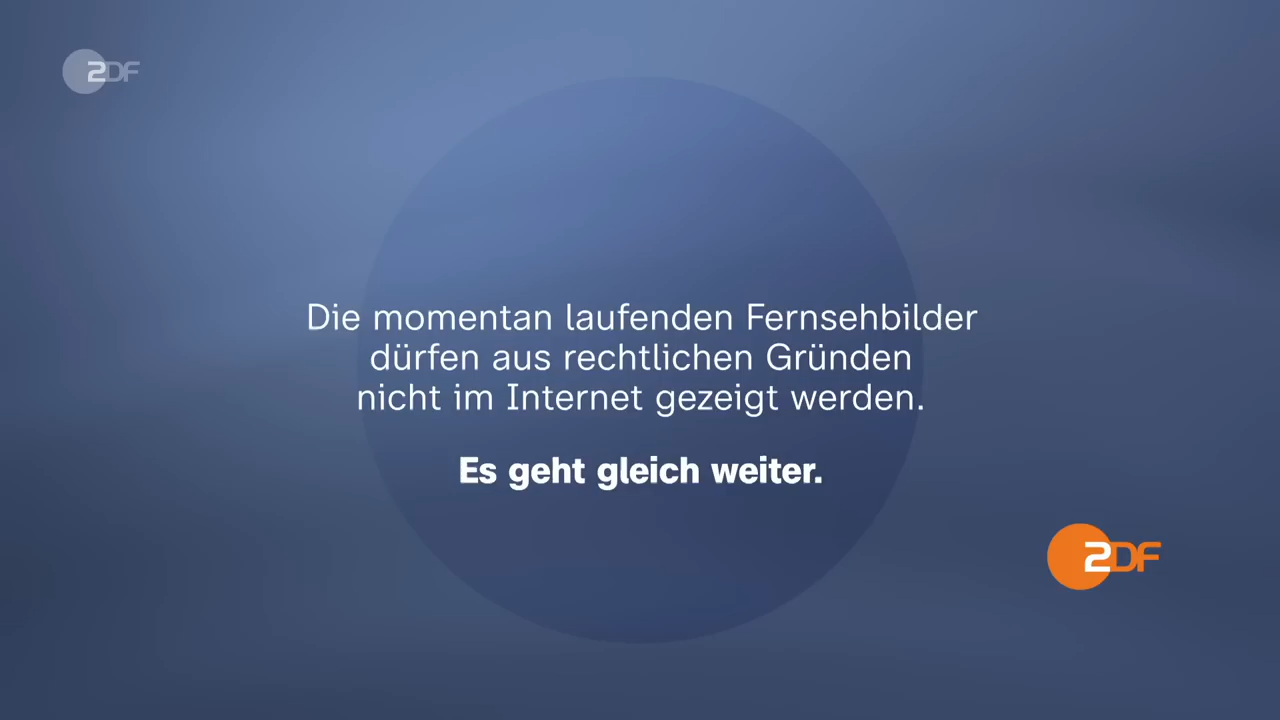 ZDF
Die momentan laufenden Fernsehbilder
dürfen aus rechtlichen Gründen
nicht im Internet gezeigt werden.
Es geht gleich weiter.
ZDF